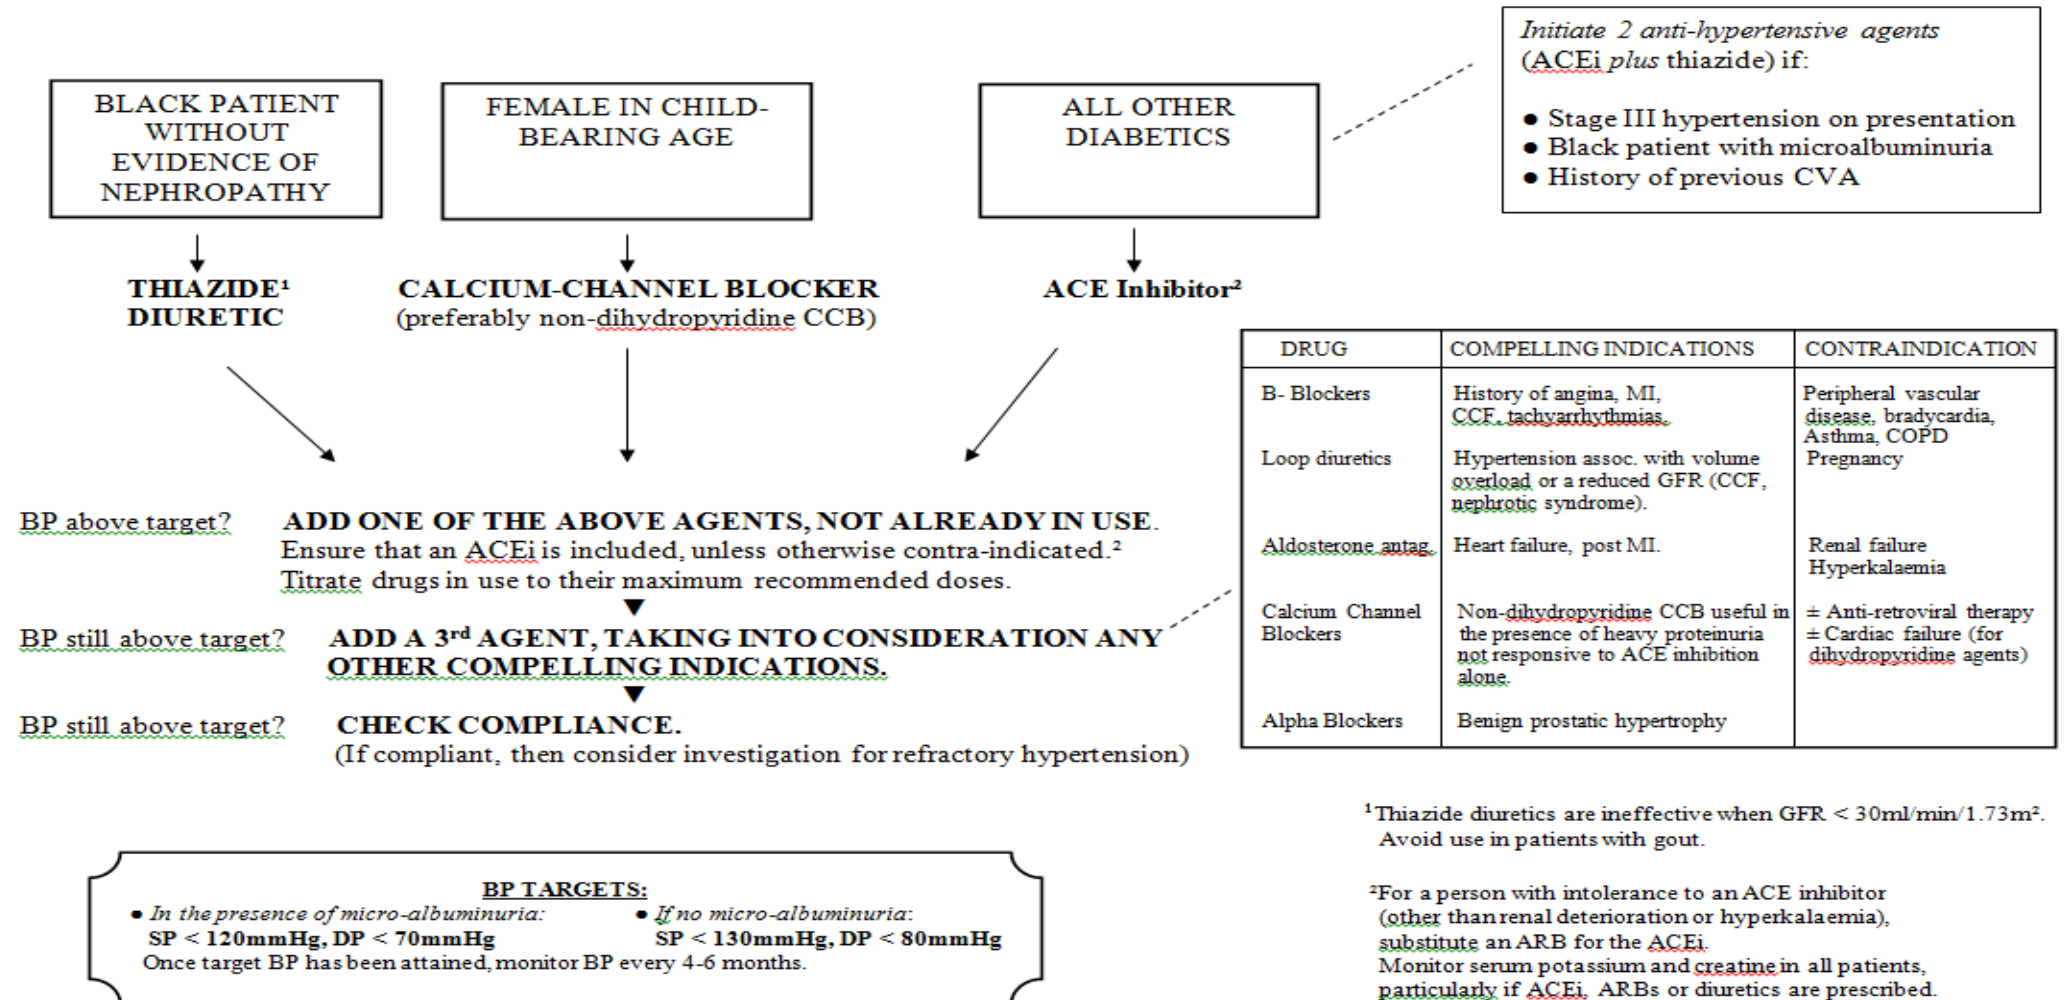 Initiate 2 anti-hypertensive agents
(ACEi plus thiazide) if:
● Stage III hypertension on presentation
● Black patient with microalbuminuria
● History of previous CVA
BLACK PATIENT
WITHOUT
EVIDENCE OF
NEPHROPATHY
FEMALE IN CHILD-
BEARING AGE
ALL OTHER
DIABETICS
THIAZIDE¹
DIURETIC
CALCIUM-CHANNEL BLOCKER
(preferably non-dihydropyridine CCB)
ACE Inhibitor²
BP above target?
ADD ONE OF THE ABOVE AGENTS, NOT ALREADY IN USE.
Ensure that an ACEi is included, unless otherwise contra-indicated.²
Titrate drugs in use to their maximum recommended doses.
BP still above target?
ADD A 3rd AGENT, TAKING INTO CONSIDERATION ANY
OTHER COMPELLING INDICATIONS.
BP still above target?
CHECK COMPLIANCE.
(If compliant, then consider investigation for refractory hypertension)
DRUG COMPELLING INDICATIONS CONTRAINDICATION
B- Blockers
History of angina, MI,
CCF, tachyarrhythmias.
Peripheral vascular
disease, bradycardia,
Asthma, COPD
Loop diuretics
Hypertension assoc. with volume
overload or a reduced GFR (CCF,
nephrotic syndrome).
Pregnancy
Aldosterone antag.
Heart failure, post MI.
Renal failure
Hyperkalaemia
Calcium Channel
Blockers
Non-dihydropyridine CCB useful in
the presence of heavy proteinuria
not responsive to ACE inhibition
alone.
± Anti-retroviral therapy
± Cardiac failure (for
dihydropyridine agents)
Alpha Blockers
Benign prostatic hypertrophy
BP TARGETS:
● In the presence of micro-albuminuria:
SP < 120mmHg, DP < 70mmHg
● If no micro-albuminuria:
SP < 130mmHg, DP < 80mmHg
Once target BP has been attained, monitor BP every 4-6 months.
¹Thiazide diuretics are ineffective when GFR < 30ml/min/1.73m².
Avoid use in patients with gout.
²For a person with intolerance to an ACE inhibitor
(other than renal deterioration or hyperkalaemia),
substitute an ARB for the ACEi.
Monitor serum potassium and creatine in all patients,
particularly if ACEi, ARBs or diuretics are prescribed.